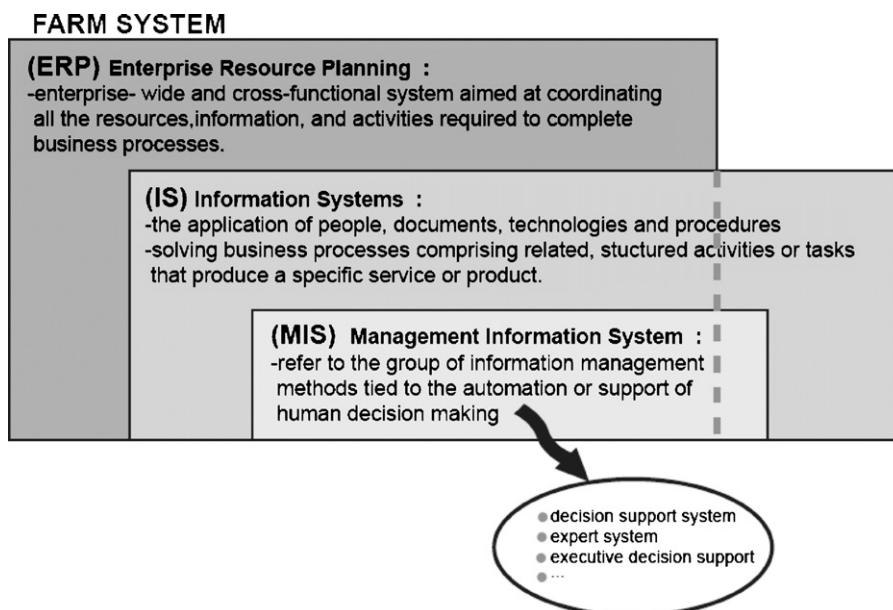 FARM SYSTEM
(ERP) Enterprise Resource Planning :
-enterprise- wide and cross-functional system aimed at coordinating
all the resources,information, and activities required to complete
business processes.
(IS) Information Systems :
-the application of people, documents, technologies and procedures
-solving business processes comprising related, stuctured activities or tasks
that produce a specific service or product.
(MIS) Management Information System :
-refer to the group of information management
methods tied to the automation or support of
human decision making
● decision support system
● expert system
● executive decision support
● ...